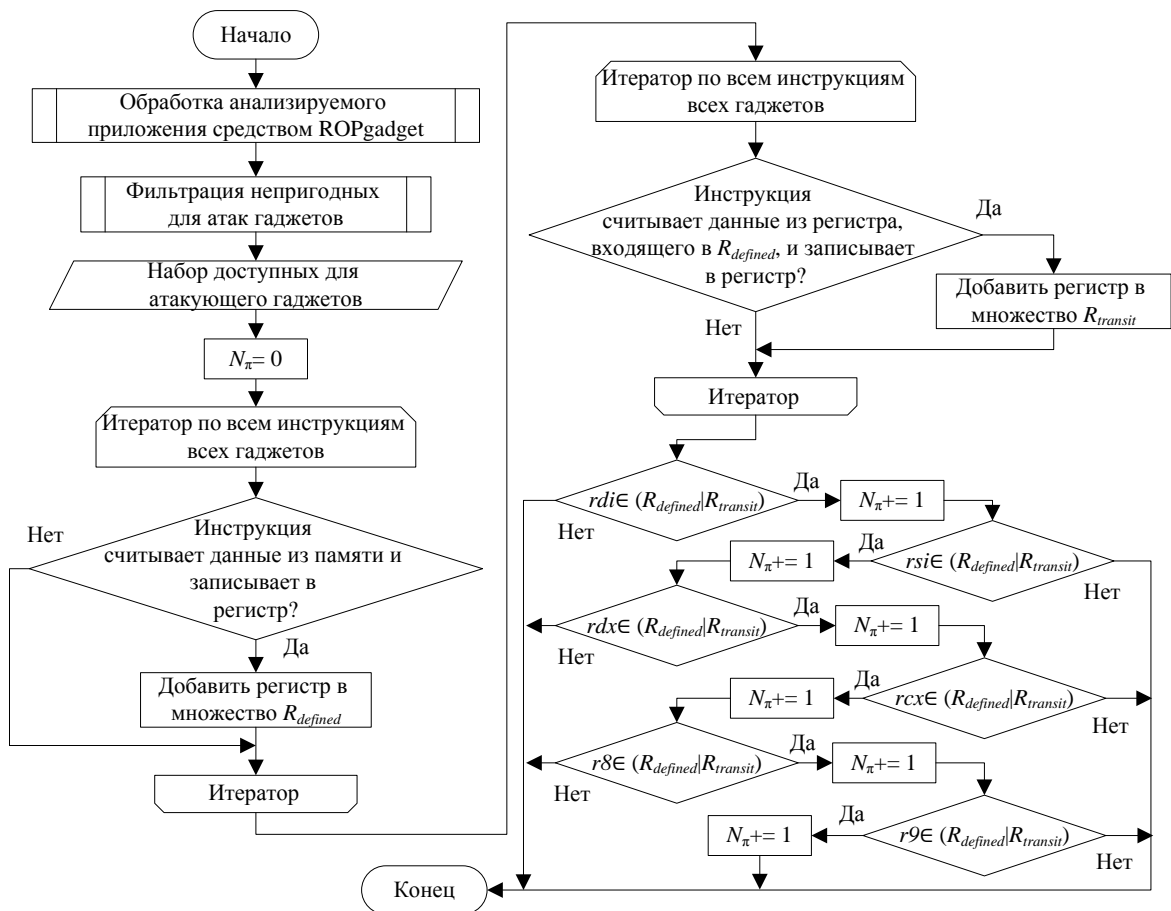 Начало
Обработка анализируемого
приложения средством ROPgadget
Фильтрация непригодных
для атак гаджетов
Набор доступных для
атакующего гаджетов
Nπ= 0
Итератор по всем инструкциям
всех гаджетов
Нет
Инструкция
считывает данные из памяти и
записывает в
регистр?
Да
Добавить регистр в
множество Rdefined
Итератор
Итератор по всем инструкциям
всех гаджетов
Инструкция
считывает данные из регистра,
входящего в Rdefined, и записывает
в регистр?
Да
Добавить регистр в
множество Rtransit
Нет
Итератор
rdi∈ (Rdefined|Rtransit)
Да
Nπ+= 1
Нет
rsi∈ (Rdefined|Rtransit)
Да
Nπ+= 1
Нет
rdx∈ (Rdefined|Rtransit)
Да
Nπ+= 1
Нет
rcx∈ (Rdefined|Rtransit)
Да
Nπ+= 1
Нет
r8∈ (Rdefined|Rtransit)
Да
Nπ+= 1
Нет
r9∈ (Rdefined|Rtransit)
Да
Nπ+= 1
Нет
Конец